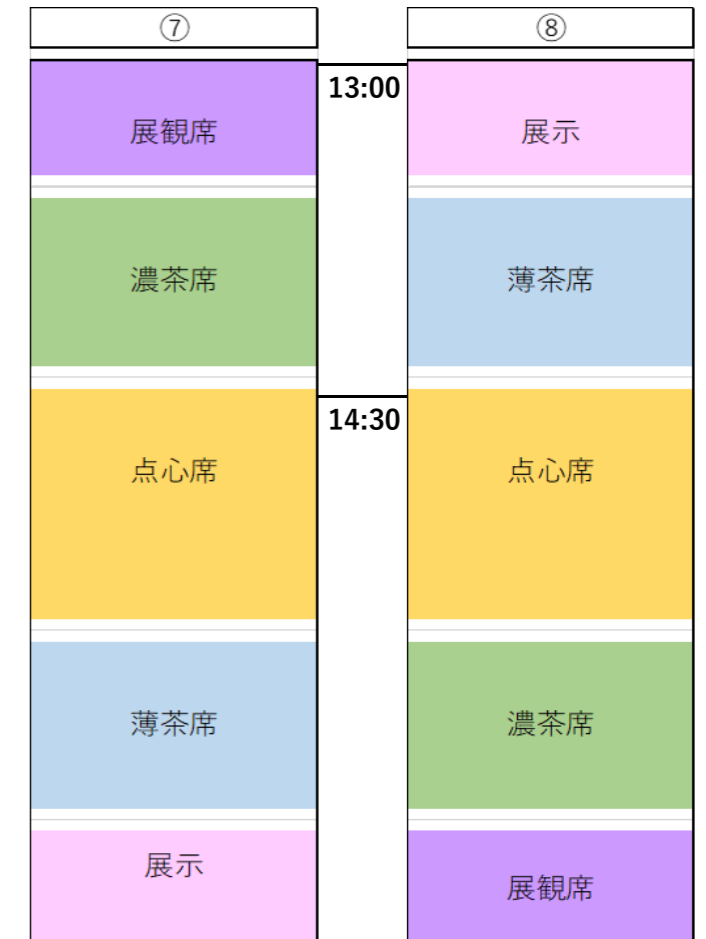 ⑦ ⑧
13:00
展観席 展示
濃茶席 薄茶席
14:30
点心席 点心席
薄茶席 濃茶席
展示
展観席